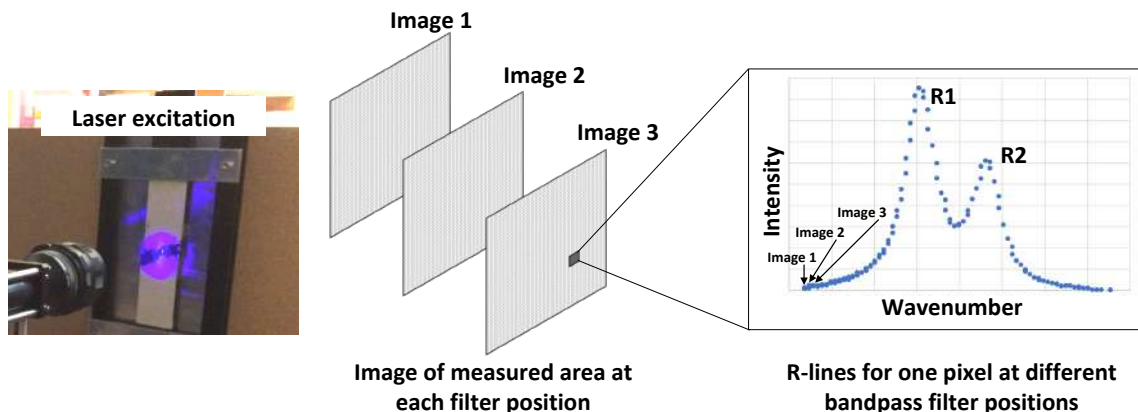 Laser excitation
Image 1
Image 2
Image 3
Image of measured area at
each filter position
R1
R2
Intensity
Image 3
Image 2
Image 1
Wavenumber
R-lines for one pixel at different
bandpass filter positions